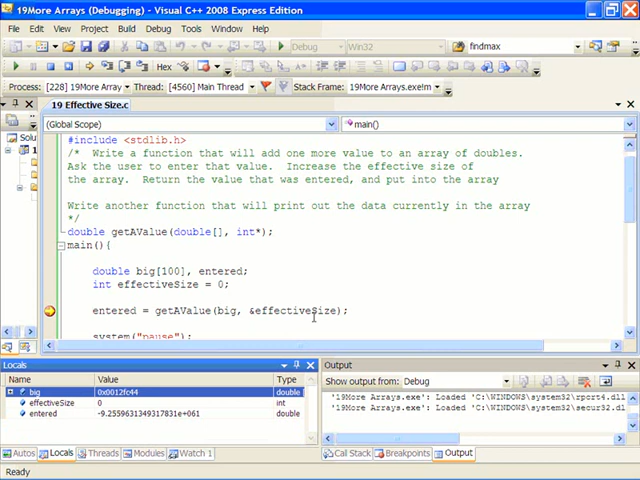 19More Arrays (Debugging) - Visual C++ 2008 Express Edition
File Edit View Project Build Debug Tools Window Help
Debug Win32 findmax
Hex
Process: [228] 19More Array Thread: [4560] Main Thread Stack Frame: 19More Arrays.exe!m
19 Effective Size.c
(Global Scope) main()
Solu
1
#include <stdlib.h>
/* Write a function that will add one more value to an array of doubles.
Ask the user to enter that value. Increase the effective size of
the array. Return the value that was entered, and put into the array
Write another function that will print out the data currently in the array
*/
double getAValue(double[], int*);
main(){
double big[100], entered;
int effectiveSize = 0;
entered = getAValue(big, &effectiveSize);
system("pause");
Locals
Name Value Type
big 0x0012fc44 double
effectiveSize 0 int
entered -9.2559631349317831e+061 double
Autos Locals Threads Modules Watch 1
Output
Show output from: Debug
'19More Arrays.exe': Loaded 'C:\WINDOWS\system32\rpcrt4.dll
'19More Arrays.exe': Loaded 'C:\WINDOWS\system32\secur32.dl
Call Stack Breakpoints Output
Ready